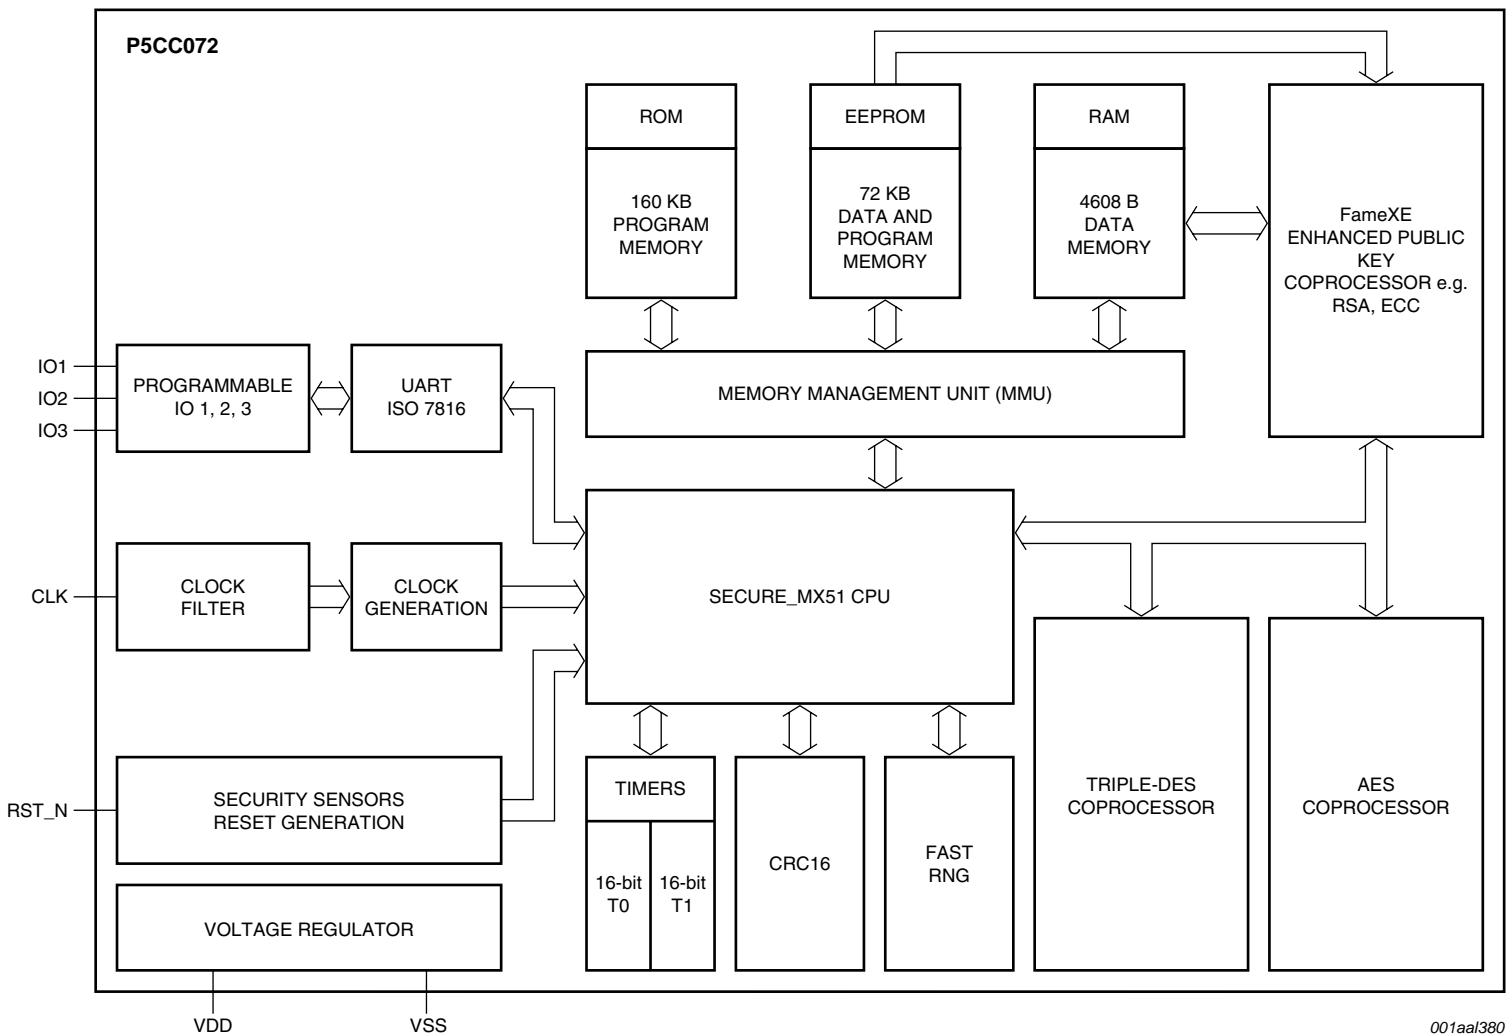 P5CC072
ROM
EEPROM
RAM
160 KB
PROGRAM
MEMORY
72 KB
DATA AND
PROGRAM
MEMORY
4608 B
DATA
MEMORY
FameXE
ENHANCED PUBLIC
KEY
COPROCESSOR e.g.
RSA, ECC
IO1
IO2
IO3
PROGRAMMABLE
IO 1, 2, 3
UART
ISO 7816
MEMORY MANAGEMENT UNIT (MMU)
CLK
CLOCK
FILTER
CLOCK
GENERATION
SECURE_MX51 CPU
RST_N
SECURITY SENSORS
RESET GENERATION
TIMERS
16-bit
T0
16-bit
T1
CRC16
FAST
RNG
TRIPLE-DES
COPROCESSOR
AES
COPROCESSOR
VOLTAGE REGULATOR
VDD
VSS
001aal380